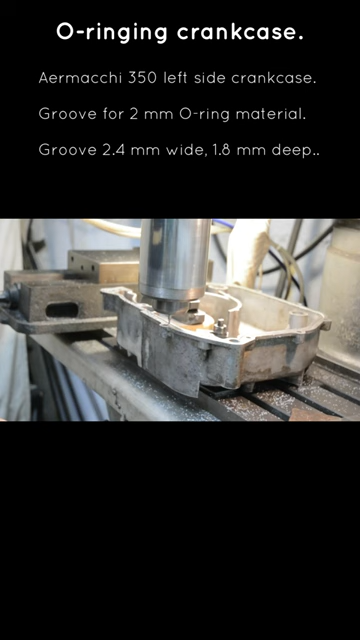 O-ringing crankcase.
Aermacchi 350 left side crankcase.
Groove for 2 mm O-ring material.
Groove 2.4 mm wide, 1.8 mm deep..